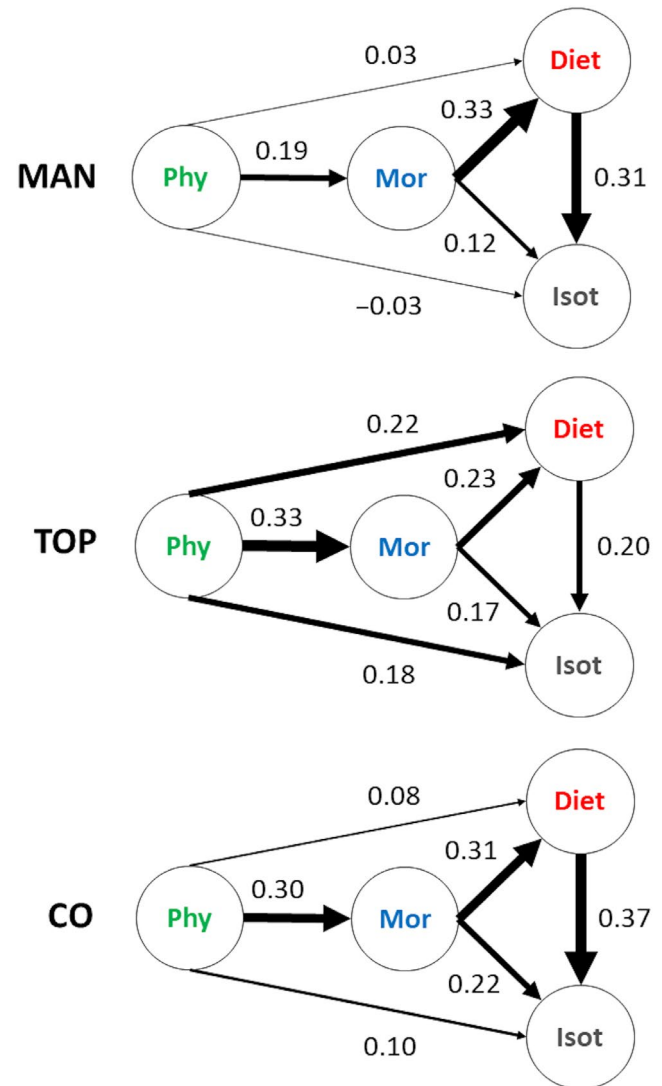 0.03
Diet
0.33
0.19
MAN
Phy
Mor
0.31
0.12
−0.03
Isot
0.22
Diet
0.23
0.33
TOP
Phy
Mor
0.20
0.17
0.18
Isot
0.08
Diet
0.31
0.30
CO
Phy
Mor
0.37
0.22
0.10
Isot